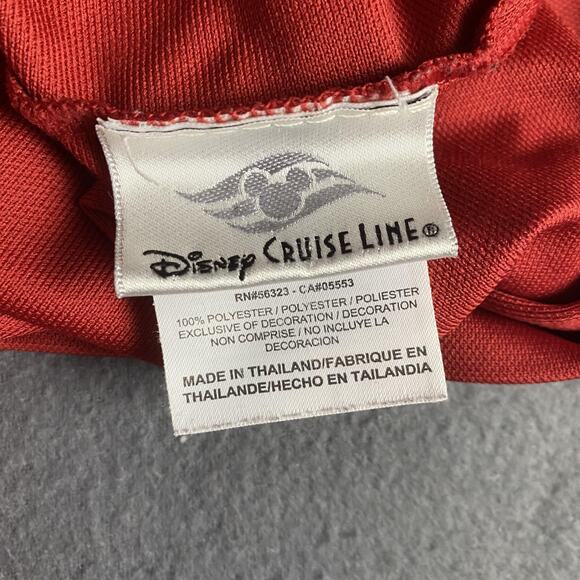 Disney CRUISE LINE®
RN#56323 - CA#05553
100% POLYESTER / POLYESTER / POLIESTER
EXCLUSIVE OF DECORATION / DECORATION
NON COMPRISE / NO INCLUYE LA
DECORACION
MADE IN THAILAND/FABRIQUE EN
THAILANDE/HECHO EN TAILANDIA